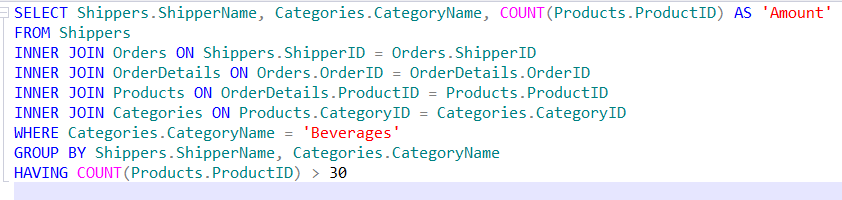 SELECT Shippers.ShipperName, Categories.CategoryName, COUNT(Products.ProductID) AS 'Amount'
FROM Shippers
INNER JOIN Orders ON Shippers.ShipperID = Orders.ShipperID
INNER JOIN OrderDetails ON Orders.OrderID = OrderDetails.OrderID
INNER JOIN Products ON OrderDetails.ProductID = Products.ProductID
INNER JOIN Categories ON Products.CategoryID = Categories.CategoryID
WHERE Categories.CategoryName = 'Beverages'
GROUP BY Shippers.ShipperName, Categories.CategoryName
HAVING COUNT(Products.ProductID) > 30